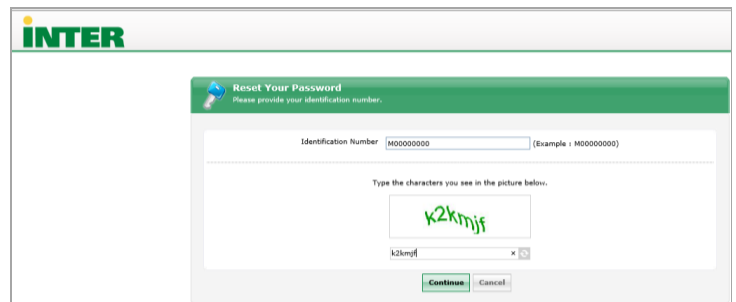 INTER
Reset Your Password
Please provide your identification number.
Identification Number M00000000 (Example : M00000000)
Type the characters you see in the picture below.
k2kmjf
k2kmjf ×
Continue Cancel